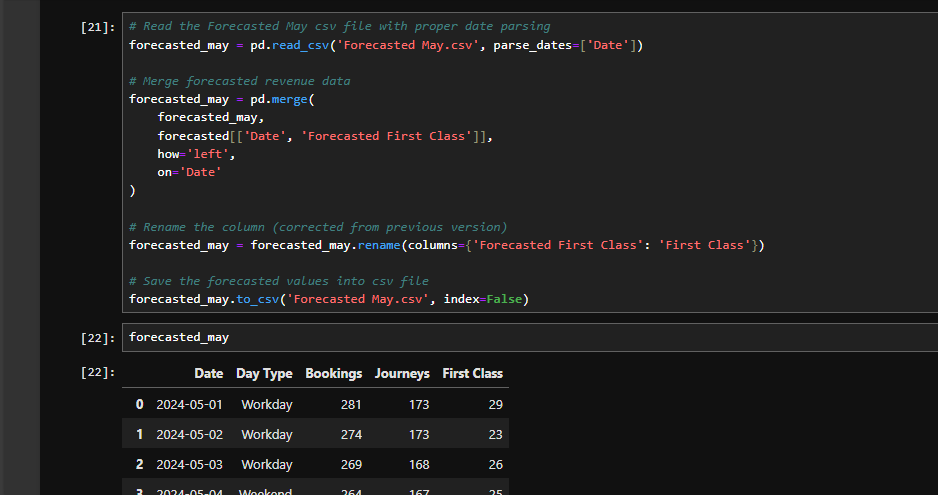 [21]:
# Read the Forecasted May csv file with proper date parsing
forecasted_may = pd.read_csv('Forecasted May.csv', parse_dates=['Date'])
# Merge forecasted revenue data
forecasted_may = pd.merge(
    forecasted_may,
    forecasted[['Date', 'Forecasted First Class']],
    how='left',
    on='Date'
)
# Rename the column (corrected from previous version)
forecasted_may = forecasted_may.rename(columns={'Forecasted First Class': 'First Class'})
# Save the forecasted values into csv file
forecasted_may.to_csv('Forecasted May.csv', index=False)
[22]: forecasted_may
[22]:
Date Day Type Bookings Journeys First Class
0 2024-05-01 Workday 281 173 29
1 2024-05-02 Workday 274 173 23
2 2024-05-03 Workday 269 168 26
3 2024-05-04 Weekend 264 167 25